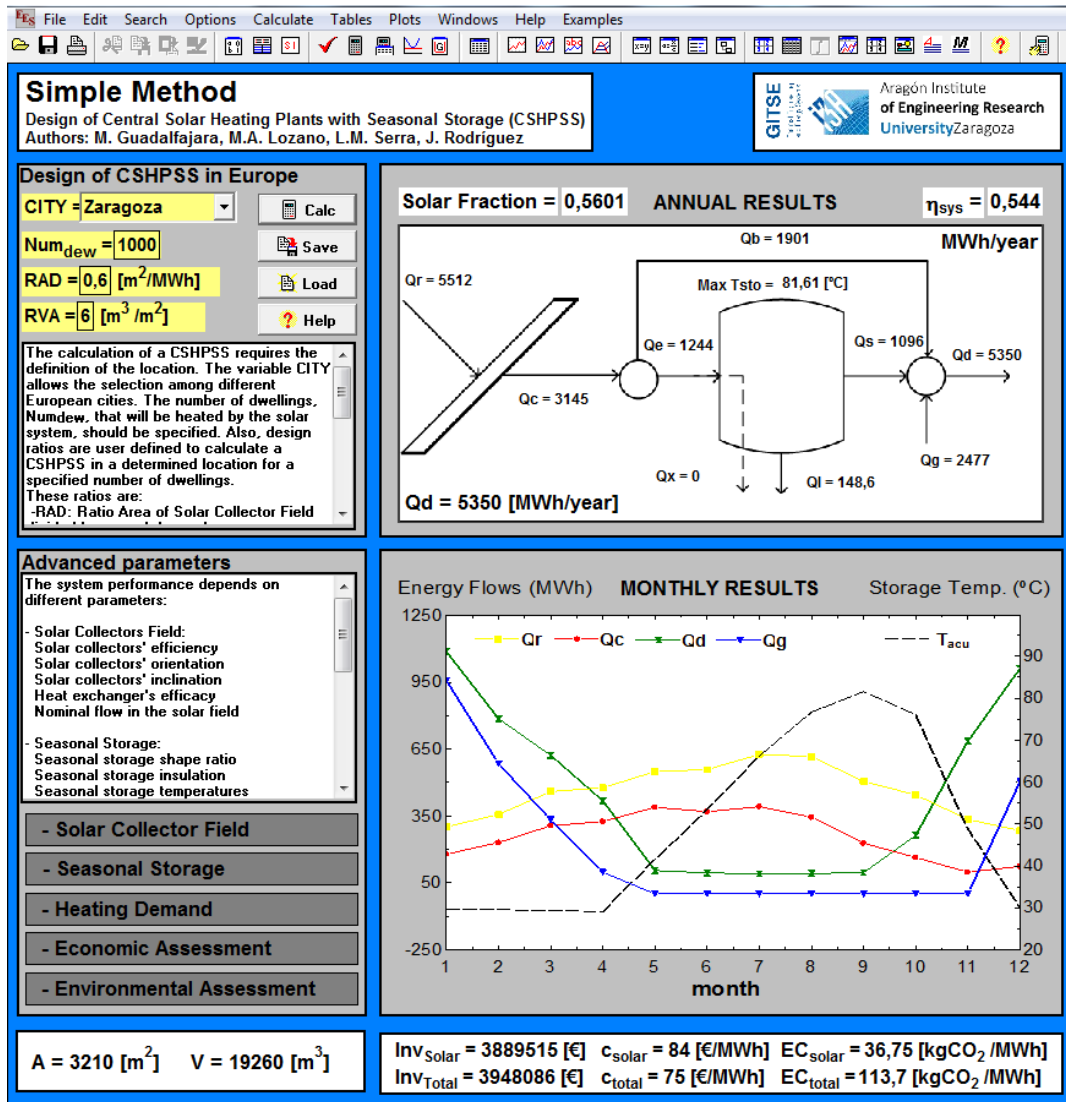 EES File Edit Search Options Calculate Tables Plots Windows Help Examples
Simple Method
Design of Central Solar Heating Plants with Seasonal Storage (CSHPSS)
Authors: M. Guadalfajara, M.A. Lozano, L.M. Serra, J. Rodríguez
GITSE
Aragón Institute
of Engineering Research
UniversityZaragoza
Design of CSHPSS in Europe
CITY = Zaragoza
Calc
Num_dew = 1000
Save
RAD = 0,6 [m²/MWh]
Load
RVA = 6 [m³ /m²]
Help
The calculation of a CSHPSS requires the
definition of the location. The variable CITY
allows the selection among different
European cities. The number of dwellings,
Numdew, that will be heated by the solar
system, should be specified. Also, design
ratios are user defined to calculate a
CSHPSS in a determined location for a
specified number of dwellings.
These ratios are:
-RAD: Ratio Area of Solar Collector Field
Solar Fraction = 0,5601 ANNUAL RESULTS ηsys = 0,544
Qb = 1901 MWh/year
Qr = 5512
Max Tsto = 81,61 [ºC]
Qe = 1244
Qs = 1096
Qd = 5350
Qc = 3145
Qx = 0
Ql = 148,6
Qg = 2477
Qd = 5350 [MWh/year]
Advanced parameters
The system performance depends on
different parameters:
- Solar Collectors Field:
Solar collectors' efficiency
Solar collectors' orientation
Solar collectors' inclination
Heat exchanger's efficacy
Nominal flow in the solar field
- Seasonal Storage:
Seasonal storage shape ratio
Seasonal storage insulation
Seasonal storage temperatures
- Solar Collector Field
- Seasonal Storage
- Heating Demand
- Economic Assessment
- Environmental Assessment
Energy Flows (MWh) MONTHLY RESULTS Storage Temp. (ºC)
Qr Qc Qd Qg T_acu
1250
950
650
350
50
-250
90
80
70
60
50
40
30
20
1 2 3 4 5 6 7 8 9 10 11 12
month
A = 3210 [m²] V = 19260 [m³]
Inv_Solar = 3889515 [€] c_solar = 84 [€/MWh] EC_solar = 36,75 [kgCO₂ /MWh]
Inv_Total = 3948086 [€] c_total = 75 [€/MWh] EC_total = 113,7 [kgCO₂ /MWh]